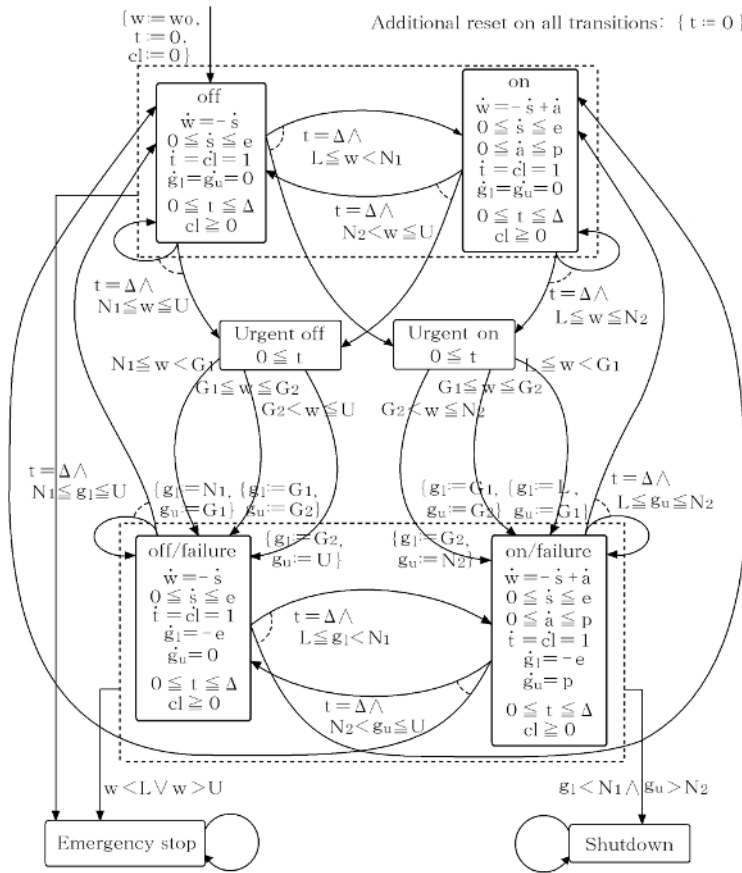 {w:=w₀,
t:=0,
cl:=0}
Additional reset on all transitions: {t:=0}
off
ẇ=−ṡ
0≦ṡ≦e
ṫ=ċl=1
ġₗ=ġᵤ=0
0≦t≦Δ
cl≧0
on
ẇ=−ṡ+ȧ
0≦ṡ≦e
0≦ȧ≦p
ṫ=ċl=1
ġₗ=ġᵤ=0
0≦t≦Δ
cl≧0
t=Δ∧
L≦w<N₁
t=Δ∧
N₂<w≦U
t=Δ∧
N₁≦w≦U
t=Δ∧
L≦w≦N₂
Urgent off
0≦t
Urgent on
0≦t
N₁≦w<G₁
G₁≦w≦G₂
G₂<w≦U
L≦w<G₁
G₁≦w≦G₂
G₂<w≦N₂
t=Δ∧
N₁≦gₗ≦U
{gₗ:=N₁,
gᵤ:=G₁}
{gₗ:=G₁,
gᵤ:=G₂}
{gₗ:=G₂,
gᵤ:=U}
{gₗ:=G₁,
gᵤ:=G₂}
{gₗ:=L,
gᵤ:=G₁}
{gₗ:=G₂,
gᵤ:=N₂}
t=Δ∧
L≦gᵤ≦N₂
off/failure
ẇ=−ṡ
0≦ṡ≦e
ṫ=ċl=1
ġₗ=−e
ġᵤ=0
0≦t≦Δ
cl≧0
on/failure
ẇ=−ṡ+ȧ
0≦ṡ≦e
0≦ȧ≦p
ṫ=ċl=1
ġₗ=−e
ġᵤ=p
0≦t≦Δ
cl≧0
t=Δ∧
L≦gₗ<N₁
t=Δ∧
N₂<gᵤ≦U
w<L∨w>U
gₗ<N₁∧gᵤ>N₂
Emergency stop
Shutdown